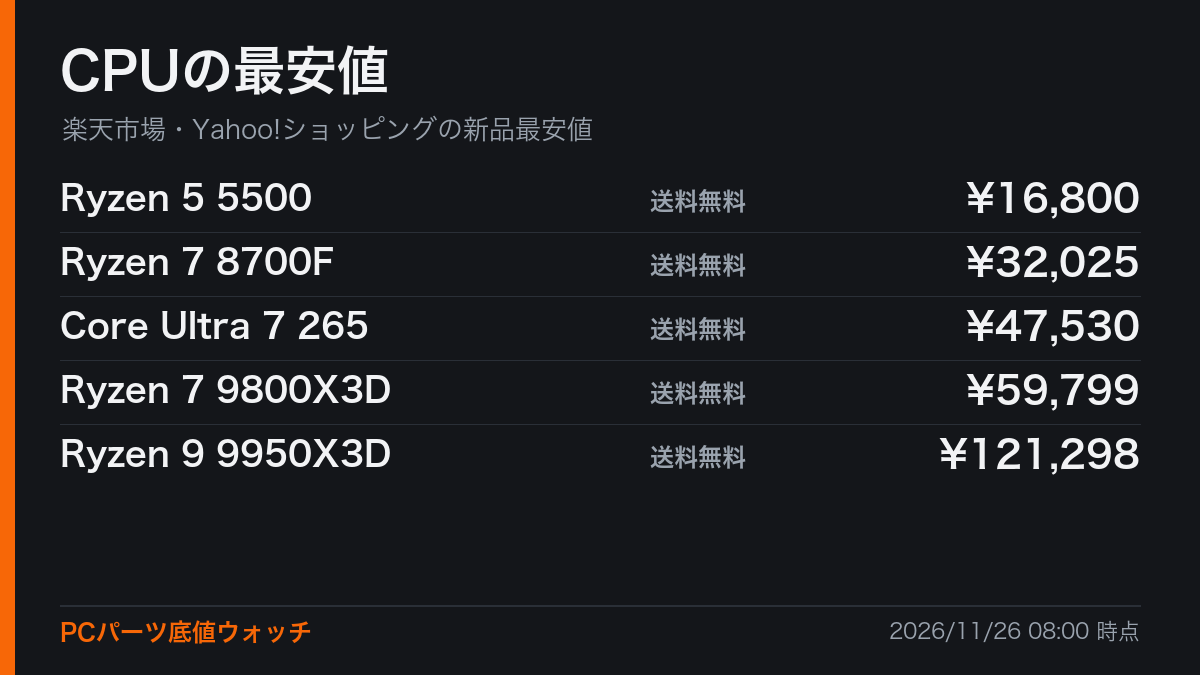 CPUの最安値
楽天市場・Yahoo!ショッピングの新品最安値
Ryzen 5 5500 送料無料 ¥16,800
Ryzen 7 8700F 送料無料 ¥32,025
Core Ultra 7 265 送料無料 ¥47,530
Ryzen 7 9800X3D 送料無料 ¥59,799
Ryzen 9 9950X3D 送料無料 ¥121,298
PCパーツ底値ウォッチ 2026/11/26 08:00 時点